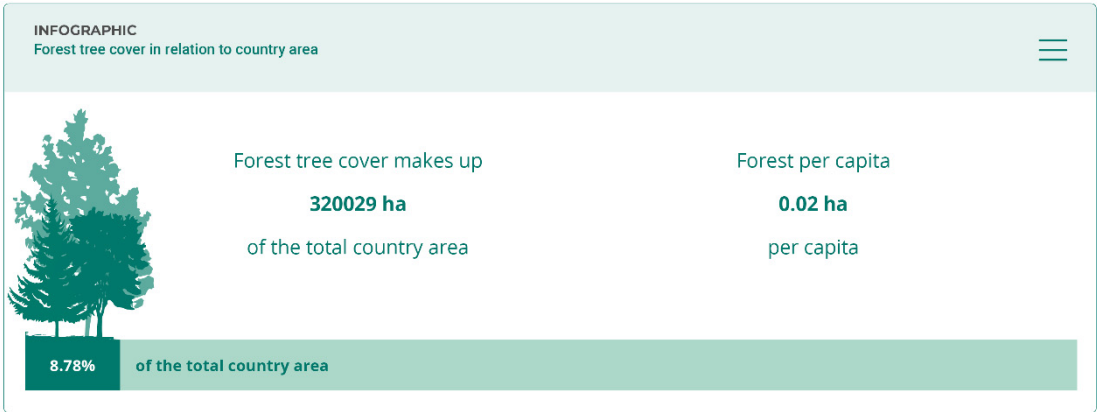 INFOGRAPHIC
Forest tree cover in relation to country area
Forest tree cover makes up
320029 ha
of the total country area
Forest per capita
0.02 ha
per capita
8.78%
of the total country area